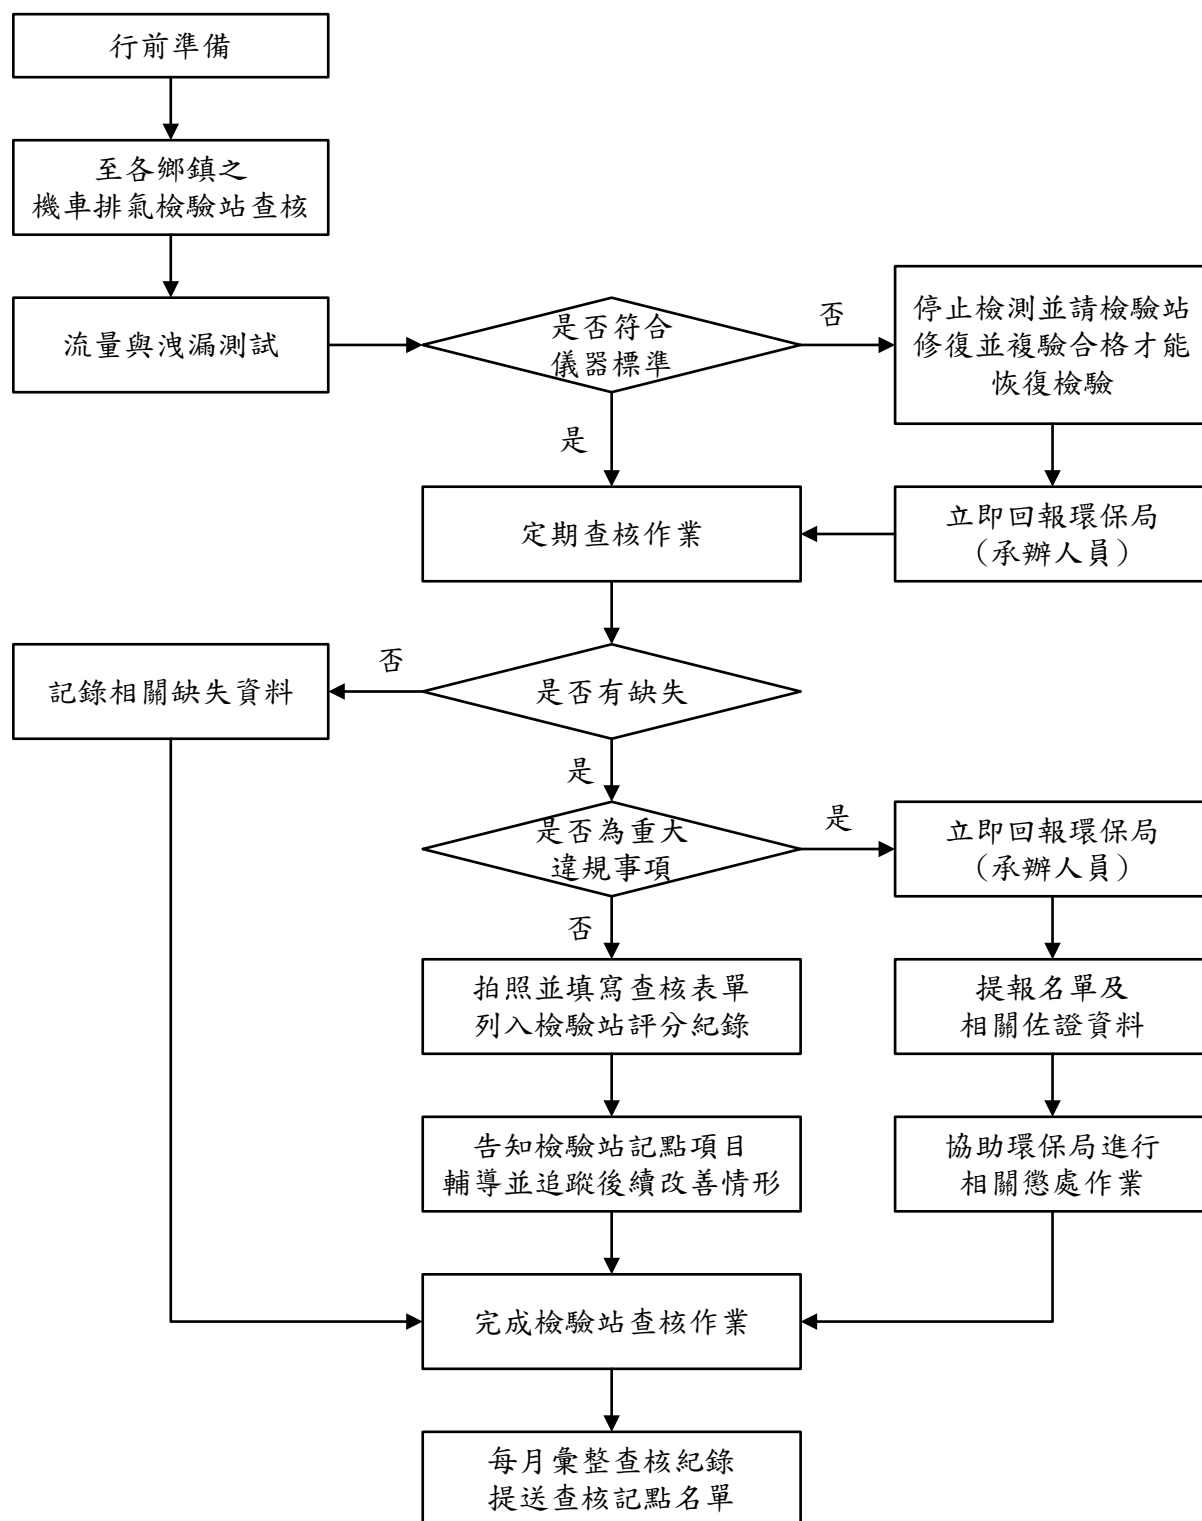 行前準備
至各鄉鎮之
機車排氣檢驗站查核
流量與洩漏測試
是否符合
儀器標準
否
停止檢測並請檢驗站
修復並複驗合格才能
恢復檢驗
是
定期查核作業
立即回報環保局
(承辦人員)
記錄相關缺失資料
否
是否有缺失
是
是否為重大
違規事項
是
立即回報環保局
(承辦人員)
否
拍照並填寫查核表單
列入檢驗站評分紀錄
提報名單及
相關佐證資料
告知檢驗站記點項目
輔導並追蹤後續改善情形
協助環保局進行
相關懲處作業
完成檢驗站查核作業
每月彙整查核紀錄
提送查核記點名單